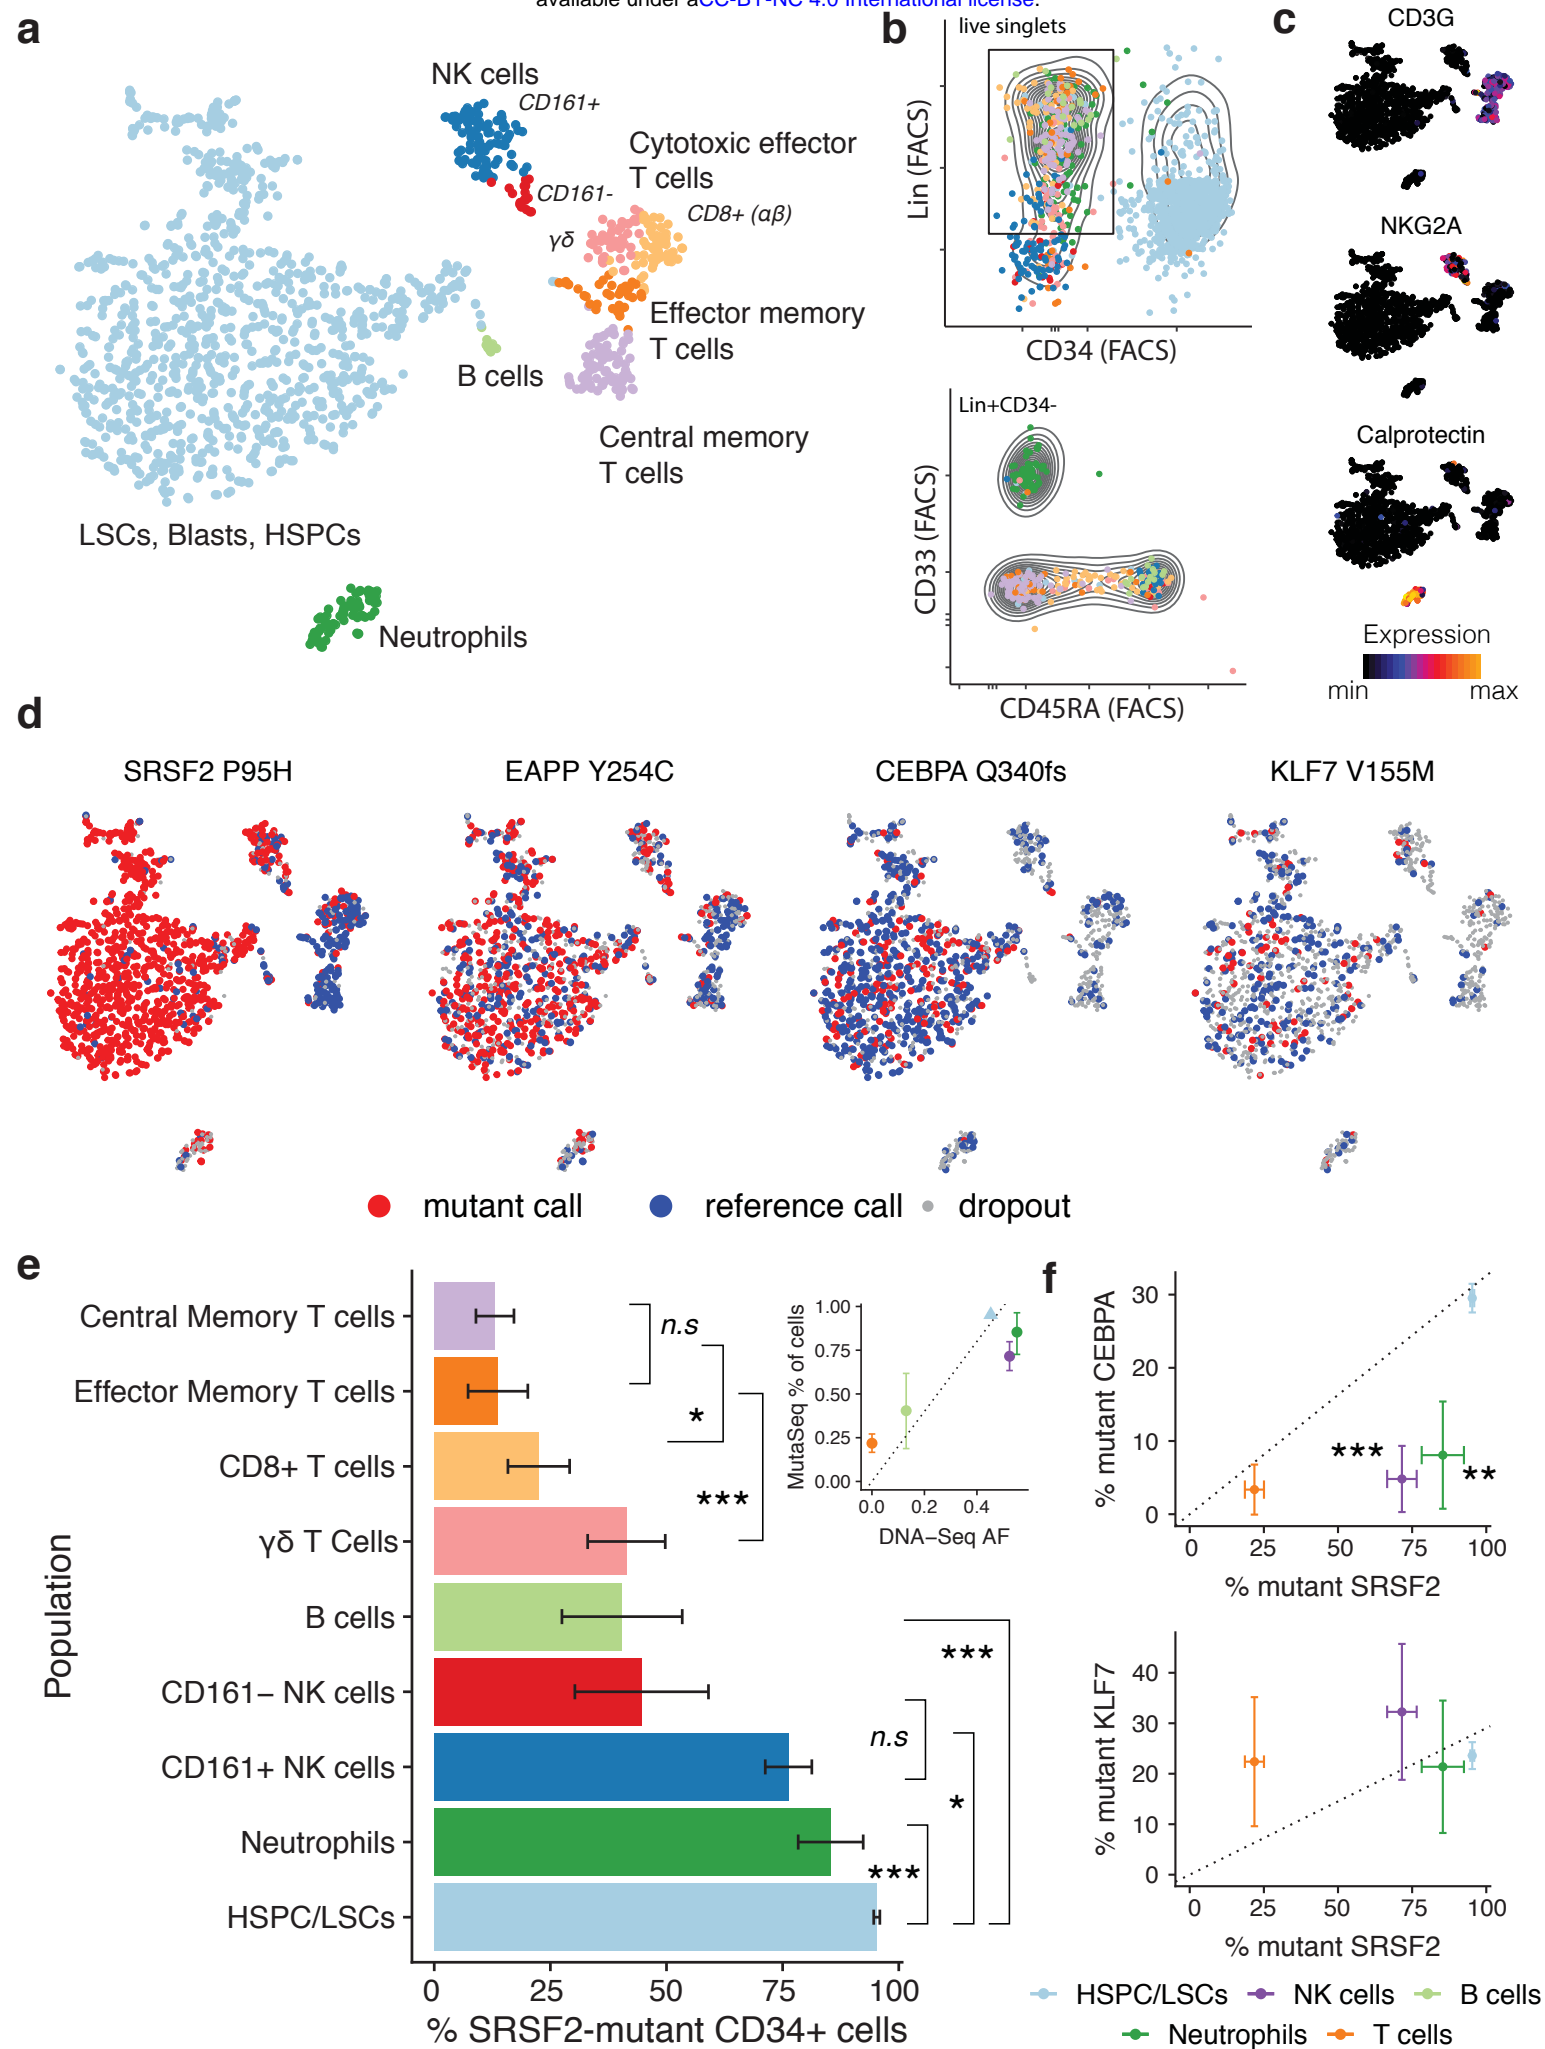 available under aCC-BY-NC 4.0 International license.
a
NK cells
CD161+
CD161-
Cytotoxic effector
T cells
CD8+ (αβ)
γδ
Effector memory
T cells
B cells
Central memory
T cells
LSCs, Blasts, HSPCs
Neutrophils
b
live singlets
Lin (FACS)
CD34 (FACS)
Lin+CD34-
CD33 (FACS)
CD45RA (FACS)
c
CD3G
NKG2A
Calprotectin
Expression
min max
d
SRSF2 P95H EAPP Y254C CEBPA Q340fs KLF7 V155M
mutant call reference call dropout
e
Population
Central Memory T cells
Effector Memory T cells
CD8+ T cells
γδ T Cells
B cells
CD161− NK cells
CD161+ NK cells
Neutrophils
HSPC/LSCs
0 25 50 75 100
% SRSF2-mutant CD34+ cells
n.s
*
***
***
n.s
*
***
MutaSeq % of cells
1.00
0.75
0.50
0.25
0.00
0.0 0.2 0.4
DNA−Seq AF
f
% mutant CEBPA
30
20
10
0
***
**
0 25 50 75 100
% mutant SRSF2
% mutant KLF7
40
30
20
10
0
0 25 50 75 100
% mutant SRSF2
HSPC/LSCs NK cells B cells
Neutrophils T cells